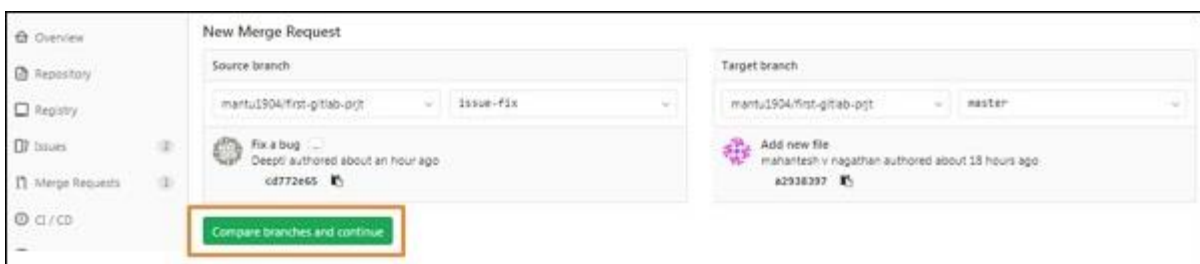 New Merge Request
Overview
Repository
Registry
Issues 2
Merge Requests 1
CI / CD
Source branch
mantu1904/first-gitlab-prjt issue-fix
Fix a bug ...
Deepti authored about an hour ago
cd772e65
Target branch
mantu1904/first-gitlab-prjt master
Add new file
mahantesh v nagathan authored about 18 hours ago
a2938397
Compare branches and continue